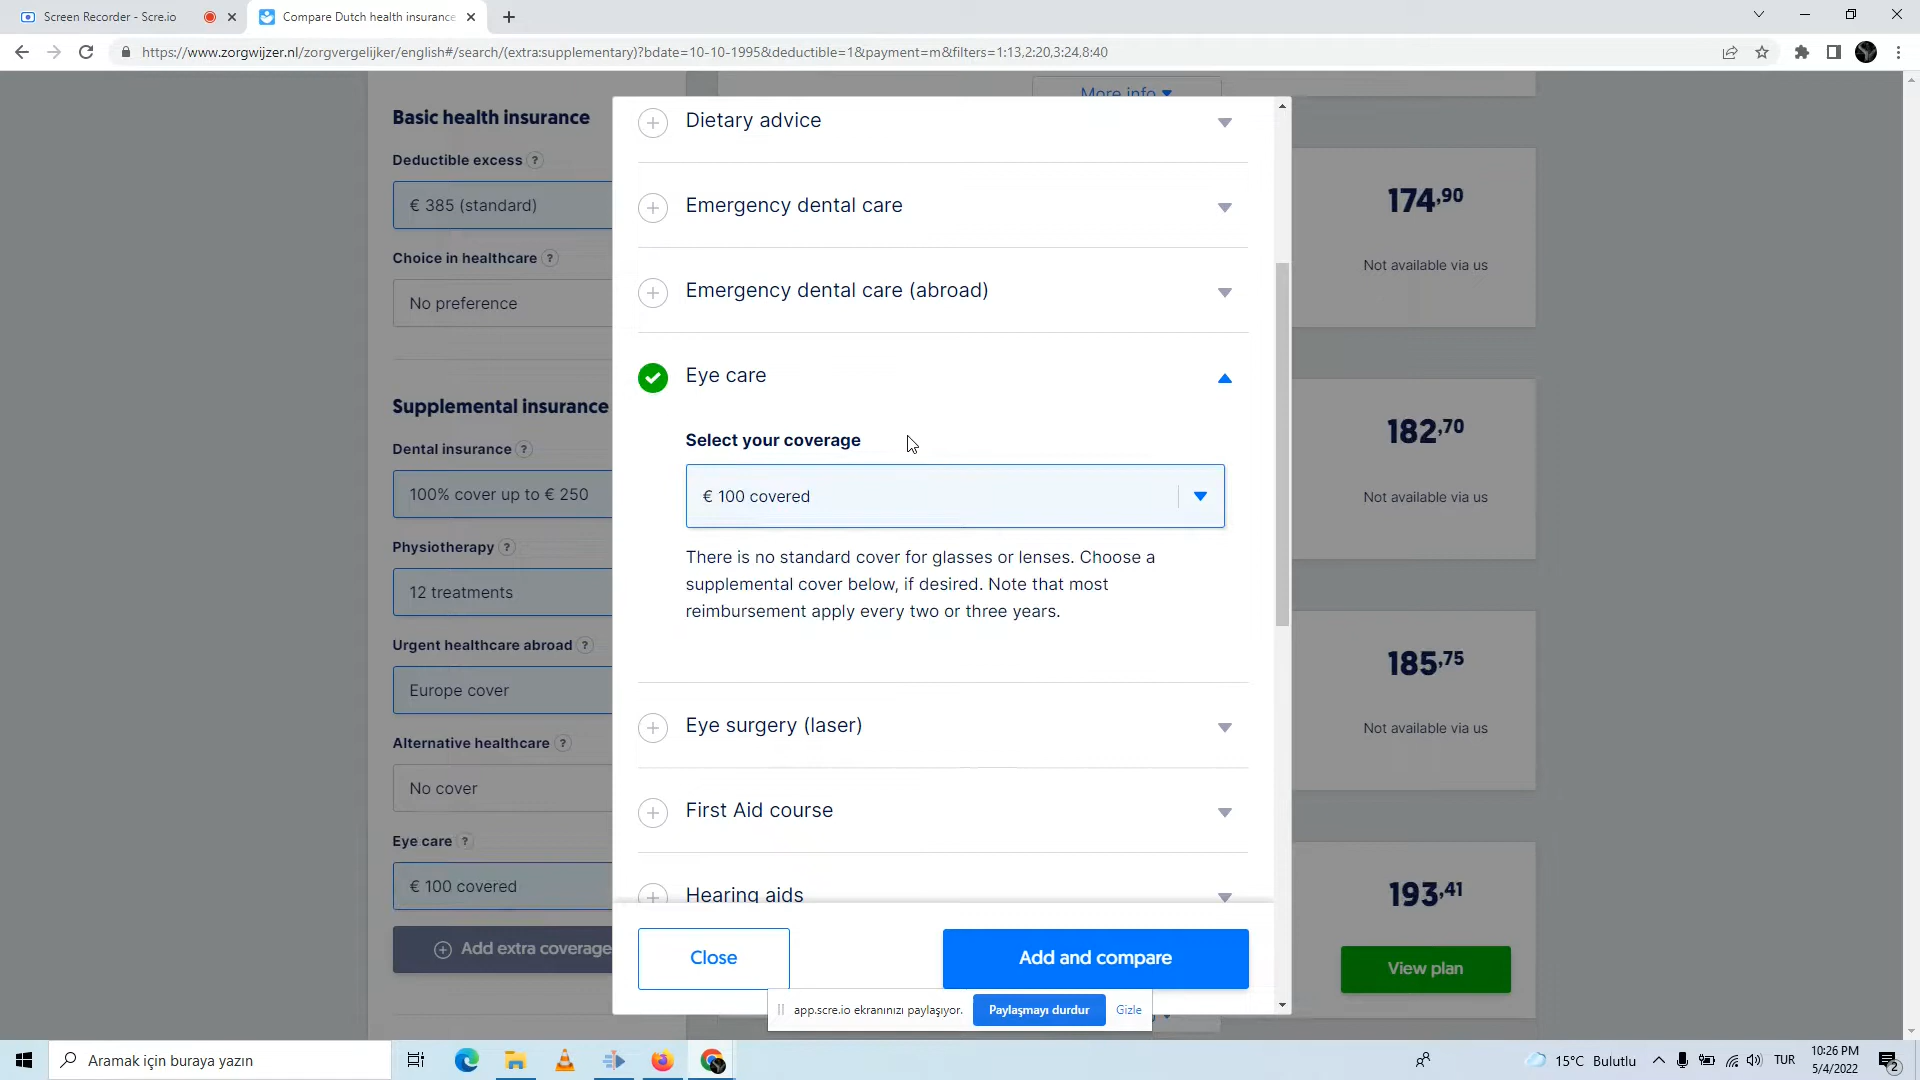 Screen Recorder - Scre.io
Compare Dutch health insurance
https://www.zorgwijzer.nl/zorgvergelijker/english#/search/(extra:supplementary)?bdate=10-10-1995&deductible=1&payment=m&filters=1:13,2:20,3:24,8:40
Basic health insurance
Deductible excess ?
€ 385 (standard)
Choice in healthcare ?
No preference
Supplemental insurance
Dental insurance ?
100% cover up to € 250
Physiotherapy ?
12 treatments
Urgent healthcare abroad ?
Europe cover
Alternative healthcare ?
No cover
Eye care ?
€ 100 covered
Add extra coverage
More info
Dietary advice
Emergency dental care
Emergency dental care (abroad)
Eye care
Select your coverage
€ 100 covered
There is no standard cover for glasses or lenses. Choose a
supplemental cover below, if desired. Note that most
reimbursement apply every two or three years.
Eye surgery (laser)
First Aid course
Hearing aids
Close
Add and compare
174,90
Not available via us
182,70
Not available via us
185,75
Not available via us
193,41
View plan
app.scre.io ekranınızı paylaşıyor.
Paylaşmayı durdur
Gizle
Aramak için buraya yazın
15°C Bulutlu
TUR
10:26 PM
5/4/2022
2